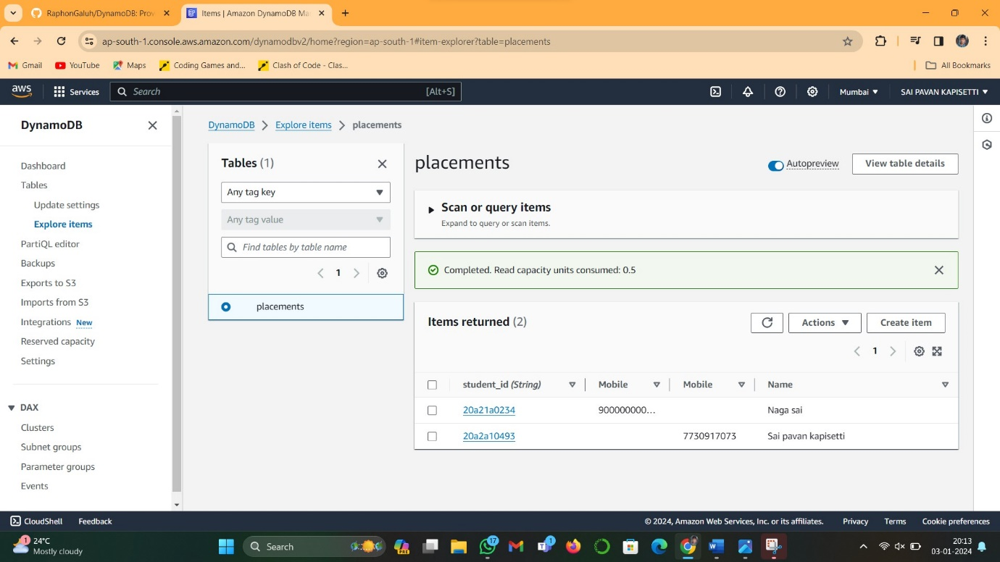 RaphonGaluh/DynamoDB: Prov
Items | Amazon DynamoDB Ma
ap-south-1.console.aws.amazon.com/dynamodbv2/home?region=ap-south-1#item-explorer?table=placements
Gmail
YouTube
Maps
Coding Games and...
Clash of Code - Clas...
All Bookmarks
aws
Services
Search
[Alt+S]
Mumbai
SAI PAVAN KAPISETTI
DynamoDB
Dashboard
Tables
Update settings
Explore items
PartiQL editor
Backups
Exports to S3
Imports from S3
Integrations New
Reserved capacity
Settings
DAX
Clusters
Subnet groups
Parameter groups
Events
DynamoDB
Explore items
placements
Tables (1)
Any tag key
Any tag value
Find tables by table name
1
placements
placements
Autopreview
View table details
Scan or query items
Expand to query or scan items.
Completed. Read capacity units consumed: 0.5
Items returned (2)
Actions
Create item
1
student_id (String) Mobile Mobile Name
20a21a0234 900000000... Naga sai
20a2a10493 7730917073 Sai pavan kapisetti
CloudShell
Feedback
© 2024, Amazon Web Services, Inc. or its affiliates.
Privacy
Terms
Cookie preferences
1
24°C
Mostly cloudy
Search
PRE
17
1
20:13
03-01-2024